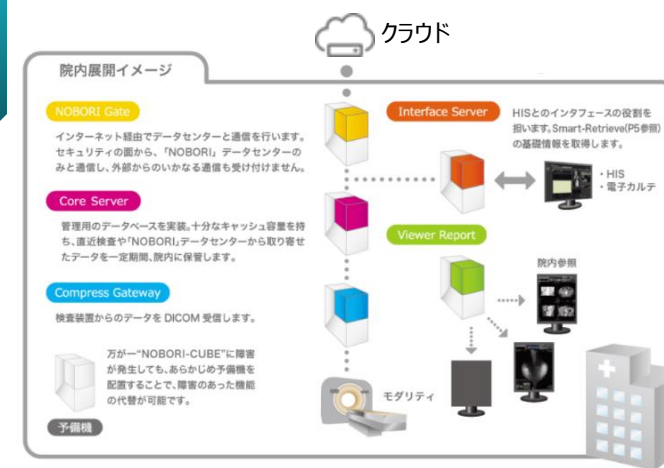 クラウド
院内展開イメージ
NOBORI Gate
インターネット経由でデータセンターと通信を行います。
セキュリティの面から、「NOBORI」データセンターの
みと通信し、外部からのいかなる通信も受け付けません。
Core Server
管理用のデータベースを実装。十分なキャッシュ容量を持
ち、直近検査や「NOBORI」データセンターから取り寄せ
たデータを一定期間、院内に保管します。
Compress Gateway
検査装置からのデータを DICOM 受信します。
万が一“NOBORI-CUBE”に障害
が発生しても、あらかじめ予備機を
配置することで、障害のあった機能
の代替が可能です。
予備機
Interface Server
HISとのインタフェースの役割を
担います。Smart-Retrieve(P5参照)
の基礎情報を取得します。
・HIS
・電子カルテ
Viewer Report
院内参照
モダリティ